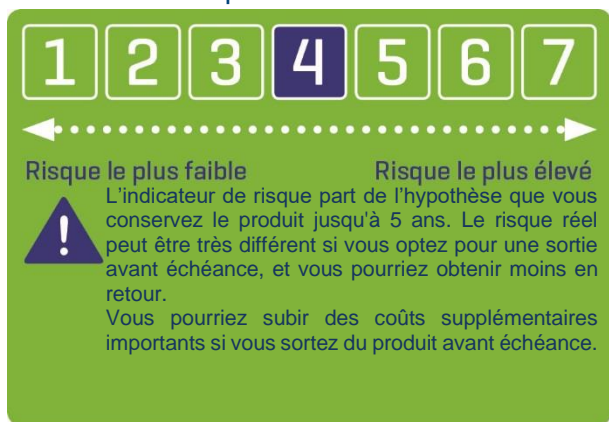 1 2 3 4 5 6 7
Risque le plus faible Risque le plus élevé
L'indicateur de risque part de l'hypothèse que vous
conservez le produit jusqu'à 5 ans. Le risque réel
peut être très différent si vous optez pour une sortie
avant échéance, et vous pourriez obtenir moins en
retour.
Vous pourriez subir des coûts supplémentaires
importants si vous sortez du produit avant échéance.